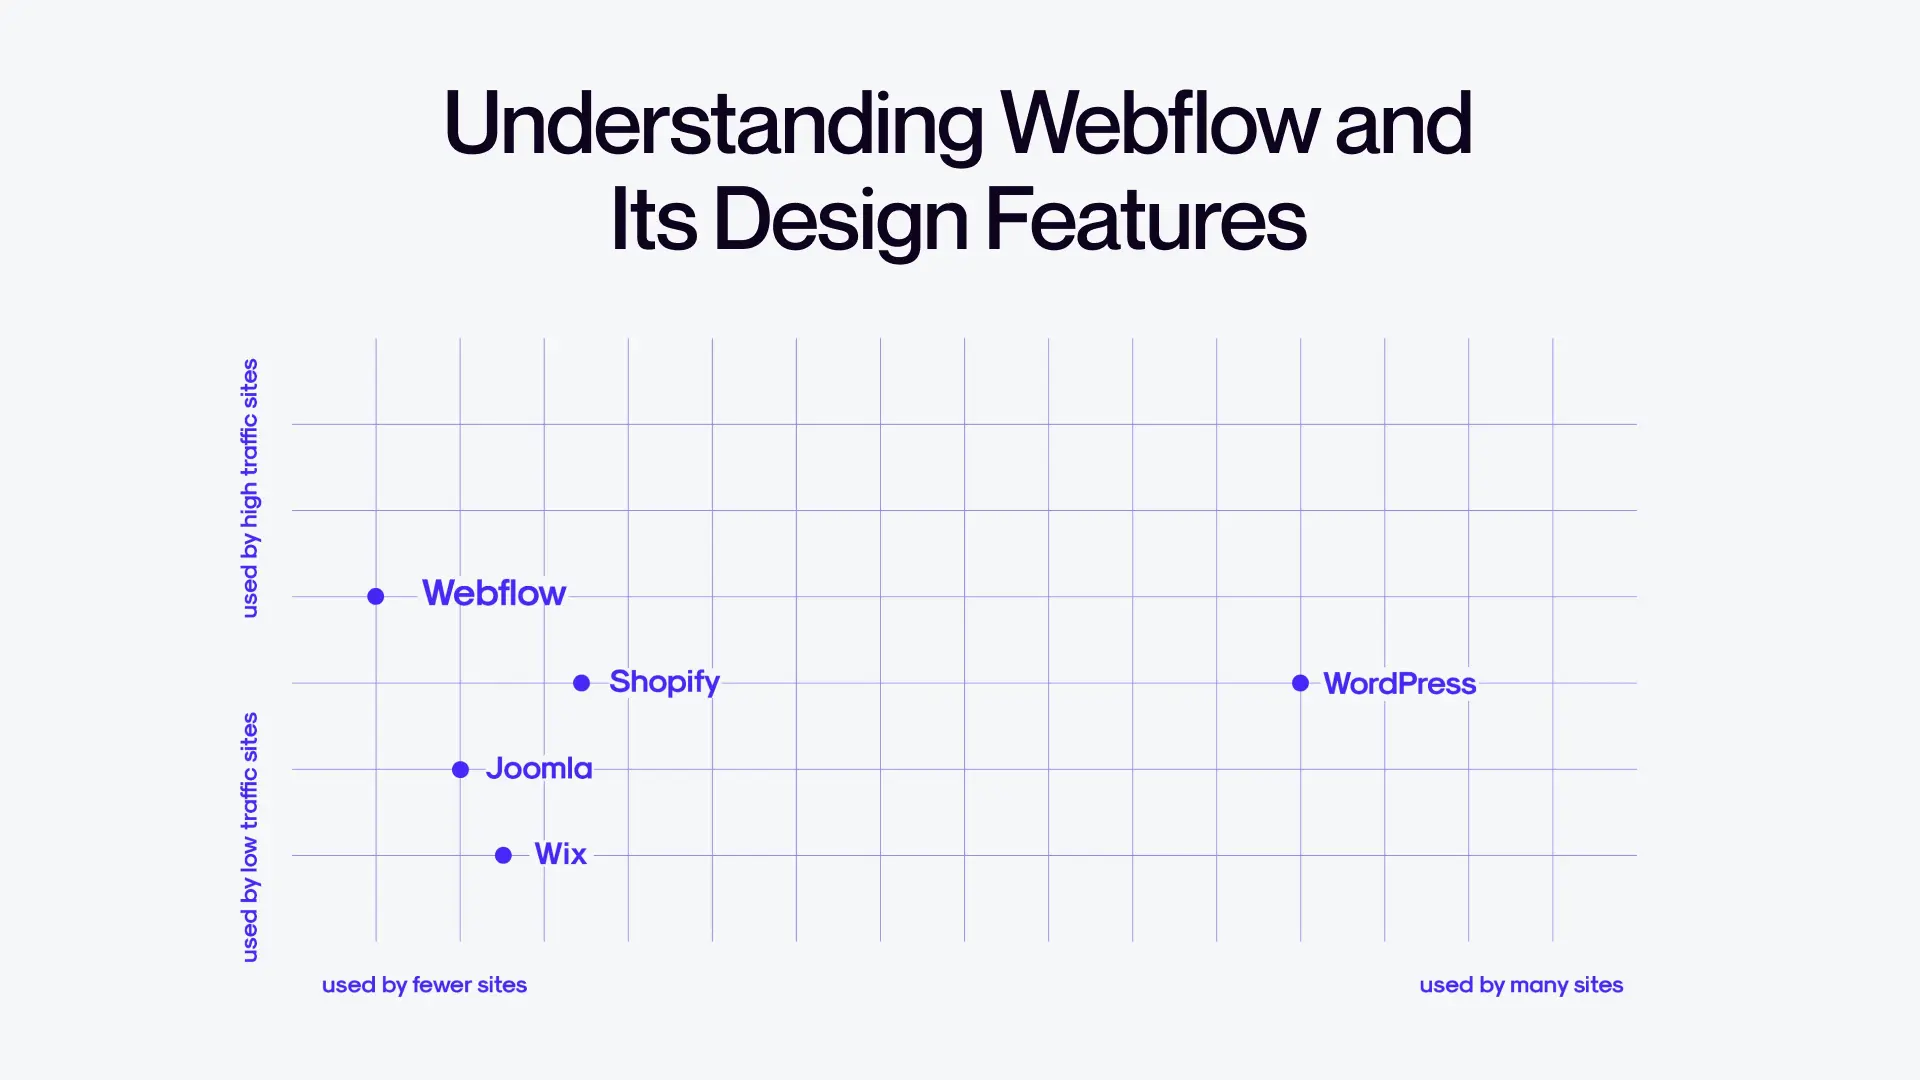 Understanding Webflow and
Its Design Features
used by high traffic sites
Webflow
Shopify
WordPress
Joomla
used by low traffic sites
Wix
used by fewer sites
used by many sites